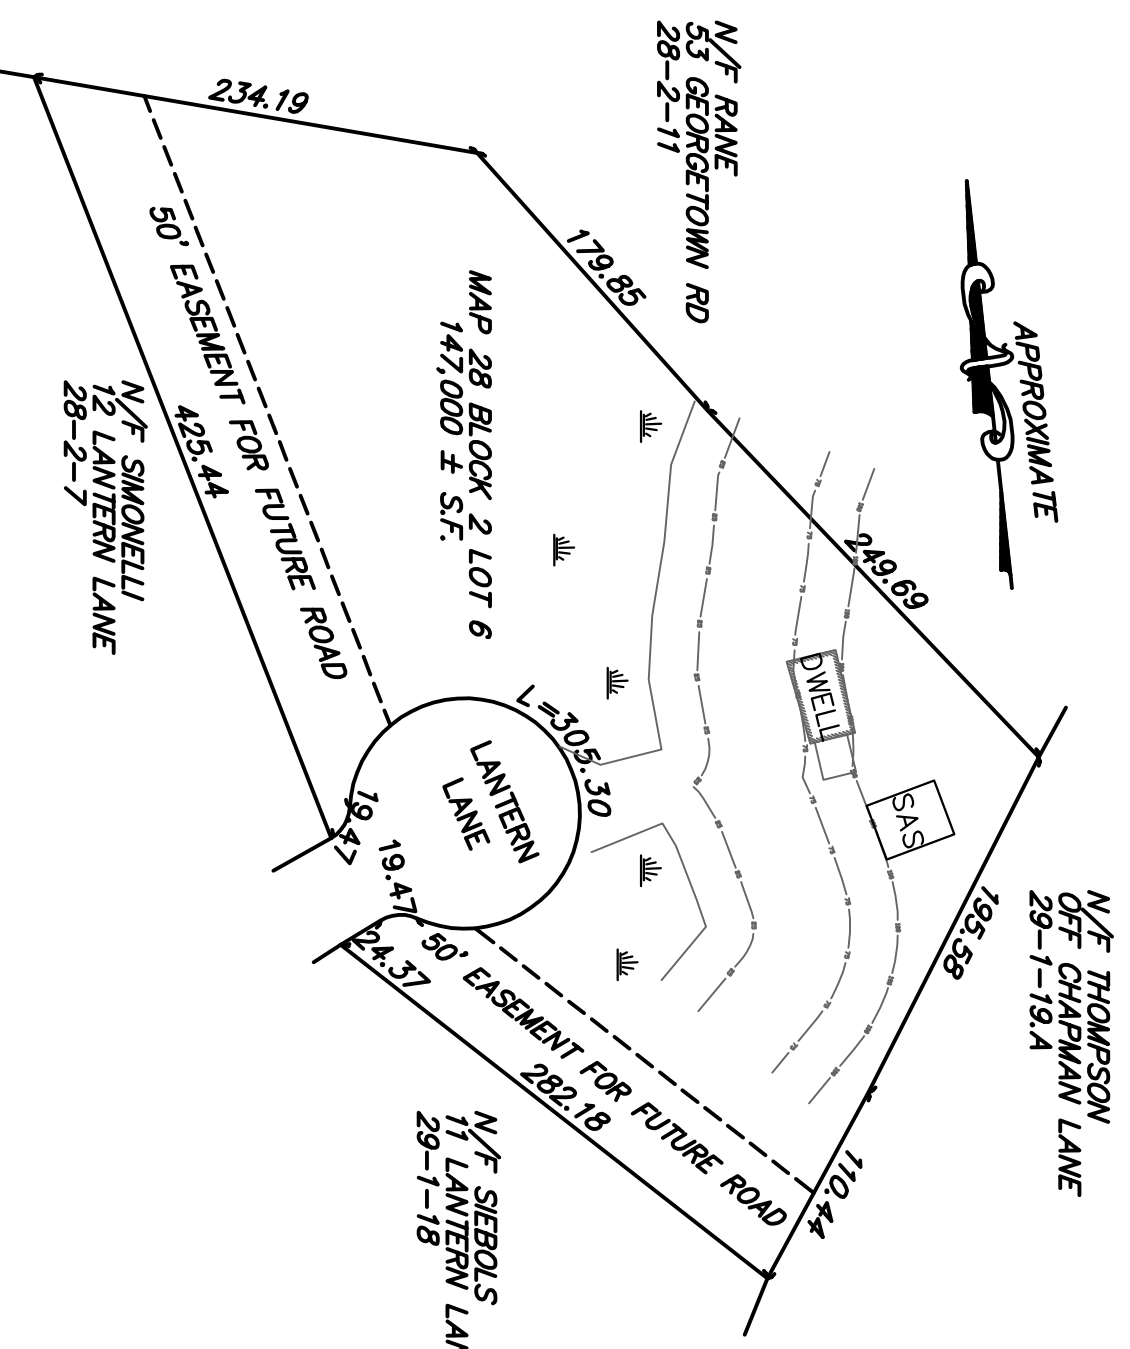 N/F RANE
53 GEORGETOWN RD
28-2-11
APPROXIMATE
234.19
179.85
249.69
50' EASEMENT FOR FUTURE ROAD
425.44
MAP 28 BLOCK 2 LOT 6
147,000 ± S.F.
N/F SIMONELLI
12 LANTERN LANE
28-2-7
DWELL
SAS
L=305.30
LANTERN
LANE
19.47
19.47
24.37
195.58
N/F THOMPSON
OFF CHAPMAN LANE
29-1-19.A
50' EASEMENT FOR FUTURE ROAD
282.18
110.44
N/F SIEBOLS
11 LANTERN LAN
29-1-18